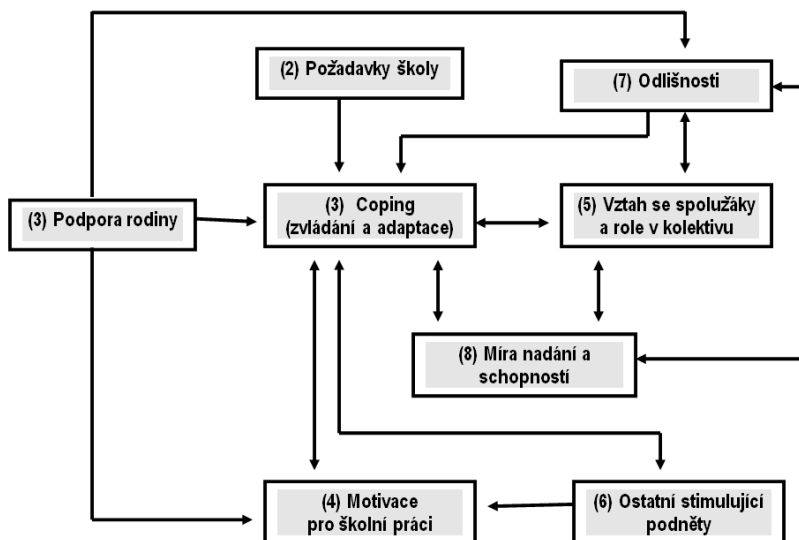 (2) Požadavky školy
(7) Odlišnosti
(3) Podpora rodiny
(3) Coping
(zvládání a adaptace)
(5) Vztah se spolužáky
a role v kolektivu
(8) Míra nadání a
schopností
(4) Motivace
pro školní práci
(6) Ostatní stimulující
podněty